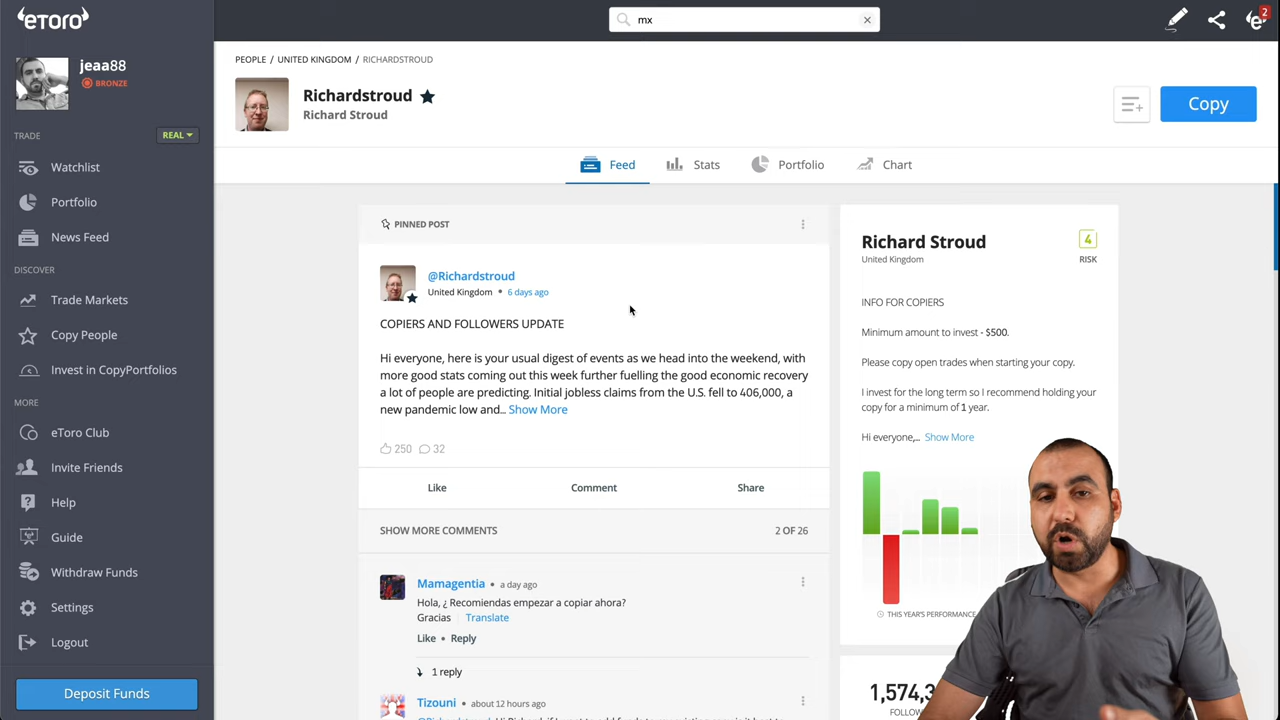 eToro
mx
2
jeaa88
BRONZE
TRADE
REAL
Watchlist
Portfolio
News Feed
DISCOVER
Trade Markets
Copy People
Invest in CopyPortfolios
MORE
eToro Club
Invite Friends
Help
Guide
Withdraw Funds
Settings
Logout
Deposit Funds
PEOPLE / UNITED KINGDOM / RICHARDSTROUD
Richardstroud
Richard Stroud
Copy
Feed
Stats
Portfolio
Chart
PINNED POST
@Richardstroud
United Kingdom • 6 days ago
COPIERS AND FOLLOWERS UPDATE
Hi everyone, here is your usual digest of events as we head into the weekend, with
more good stats coming out this week further fuelling the good economic recovery
a lot of people are predicting. Initial jobless claims from the U.S. fell to 406,000, a
new pandemic low and... Show More
250 32
Like Comment Share
SHOW MORE COMMENTS 2 OF 26
Mamagentia • a day ago
Hola, ¿ Recomiendas empezar a copiar ahora?
Gracias Translate
Like • Reply
1 reply
Tizouni • about 12 hours ago
Richard Stroud
United Kingdom
4
RISK
INFO FOR COPIERS
Minimum amount to invest - $500.
Please copy open trades when starting your copy.
I invest for the long term so I recommend holding your
copy for a minimum of 1 year.
Hi everyone,... Show More
THIS YEAR'S PERFORMANCE
1,574,3
FOLLOW